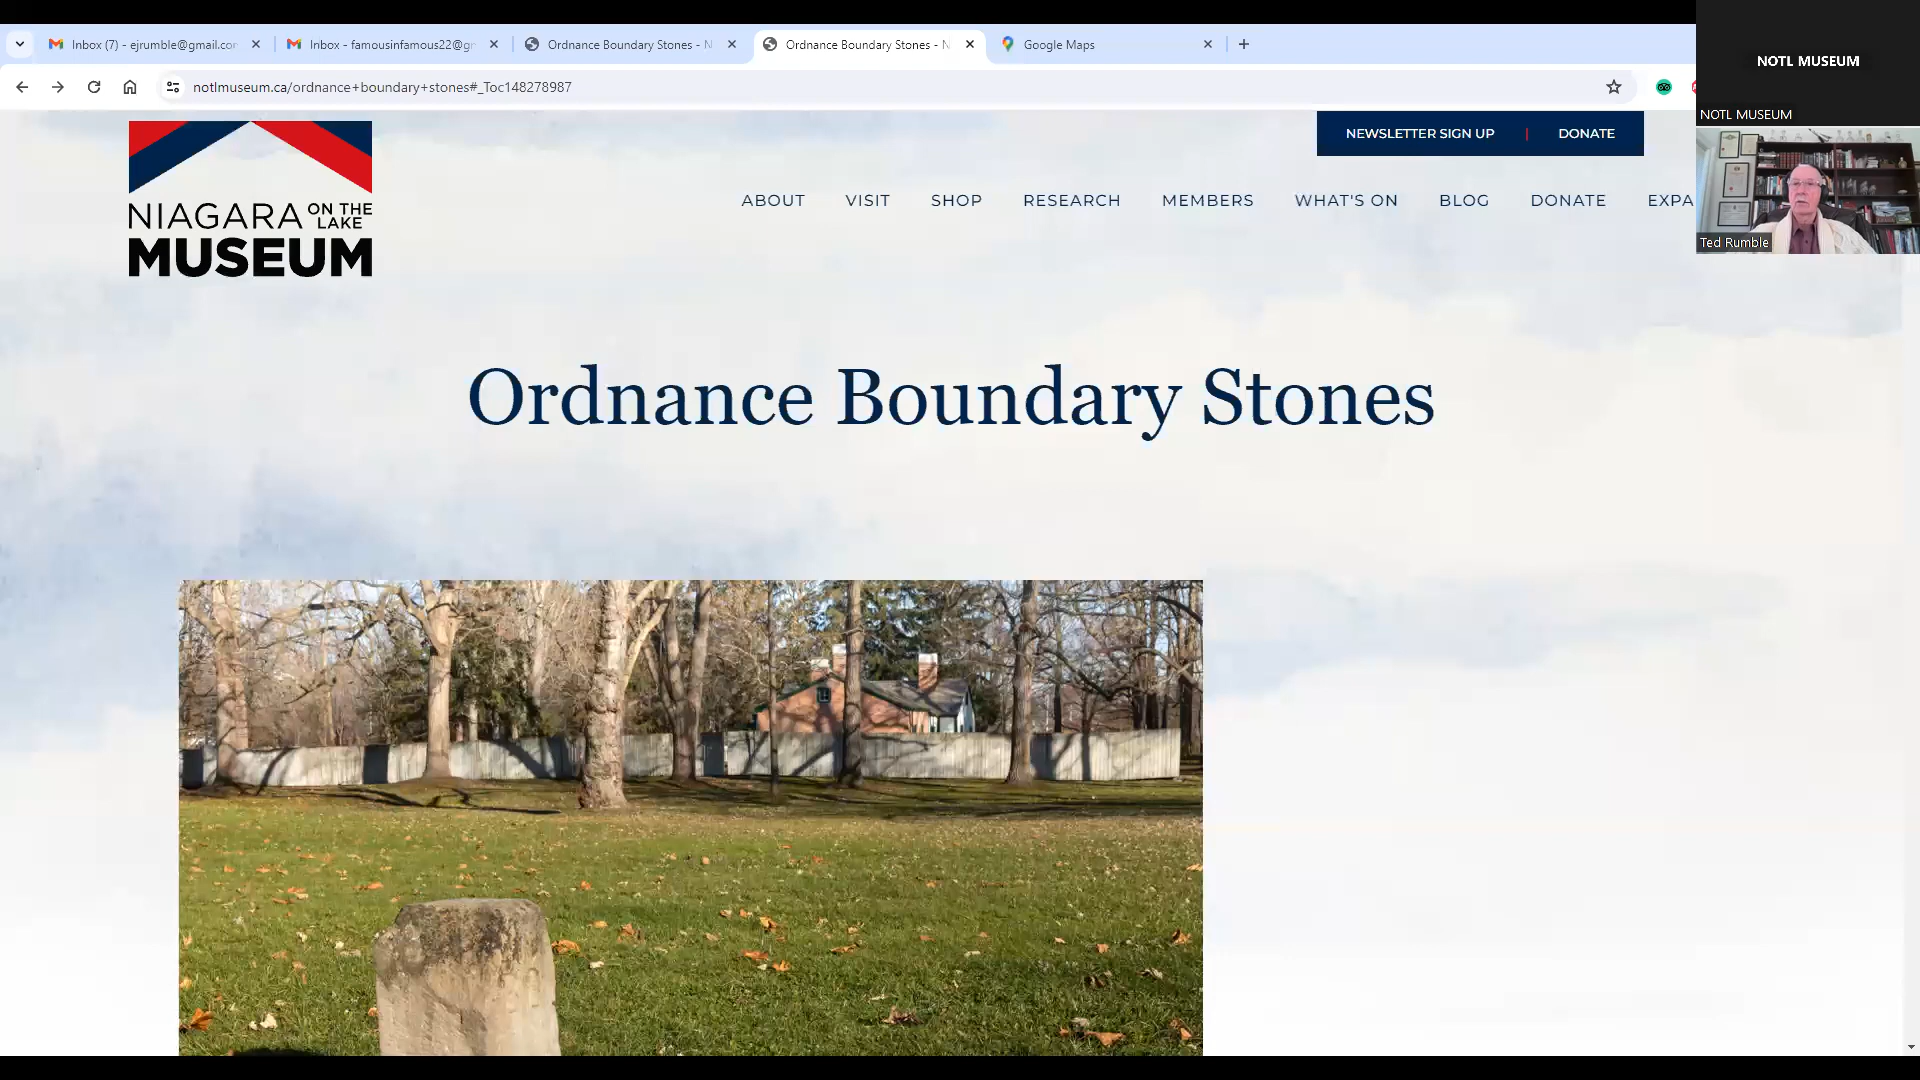 Inbox (7) - ejrumble@gmail.co
Inbox - famousinfamous22@g
Ordnance Boundary Stones - N
Ordnance Boundary Stones - N
Google Maps
notlmuseum.ca/ordnance+boundary+stones#_Toc148278987
NOTL MUSEUM
NOTL MUSEUM
Ted Rumble
NEWSLETTER SIGN UP | DONATE
NIAGARA ON THE LAKE
MUSEUM
ABOUT VISIT SHOP RESEARCH MEMBERS WHAT'S ON BLOG DONATE EXPA
Ordnance Boundary Stones